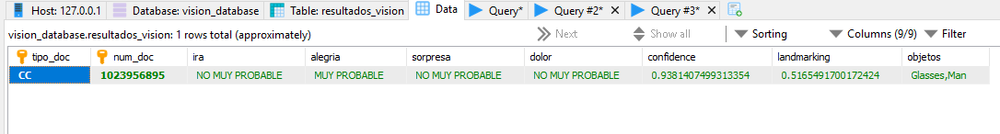 Host: 127.0.0.1 Database: vision_database Table: resultados_vision Data Query* Query #2* Query #3*
vision_database.resultados_vision: 1 rows total (approximately) Next Show all Sorting Columns (9/9) Filter
tipo_doc num_doc ira alegria sorpresa dolor confidence landmarking objetos
CC 1023956895 NO MUY PROBABLE MUY PROBABLE NO MUY PROBABLE NO MUY PROBABLE 0.9381407499313354 0.5165491700172424 Glasses,Man